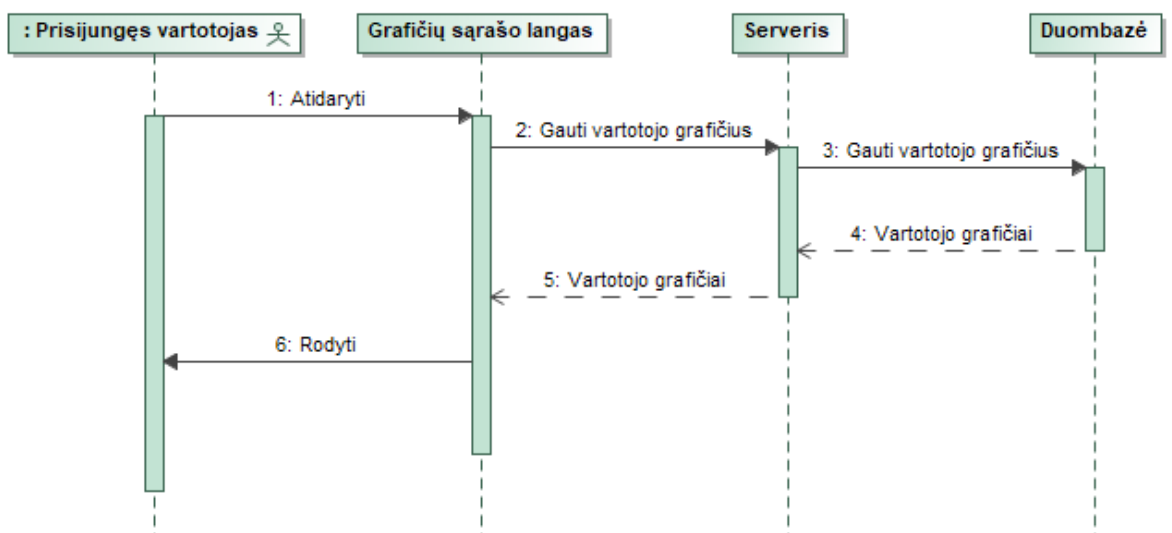 : Prisijungęs vartotojas
Grafičių sąrašo langas
Serveris
Duombazė
1: Atidaryti
2: Gauti vartotojo grafičius
3: Gauti vartotojo grafičius
4: Vartotojo grafičiai
5: Vartotojo grafičiai
6: Rodyti